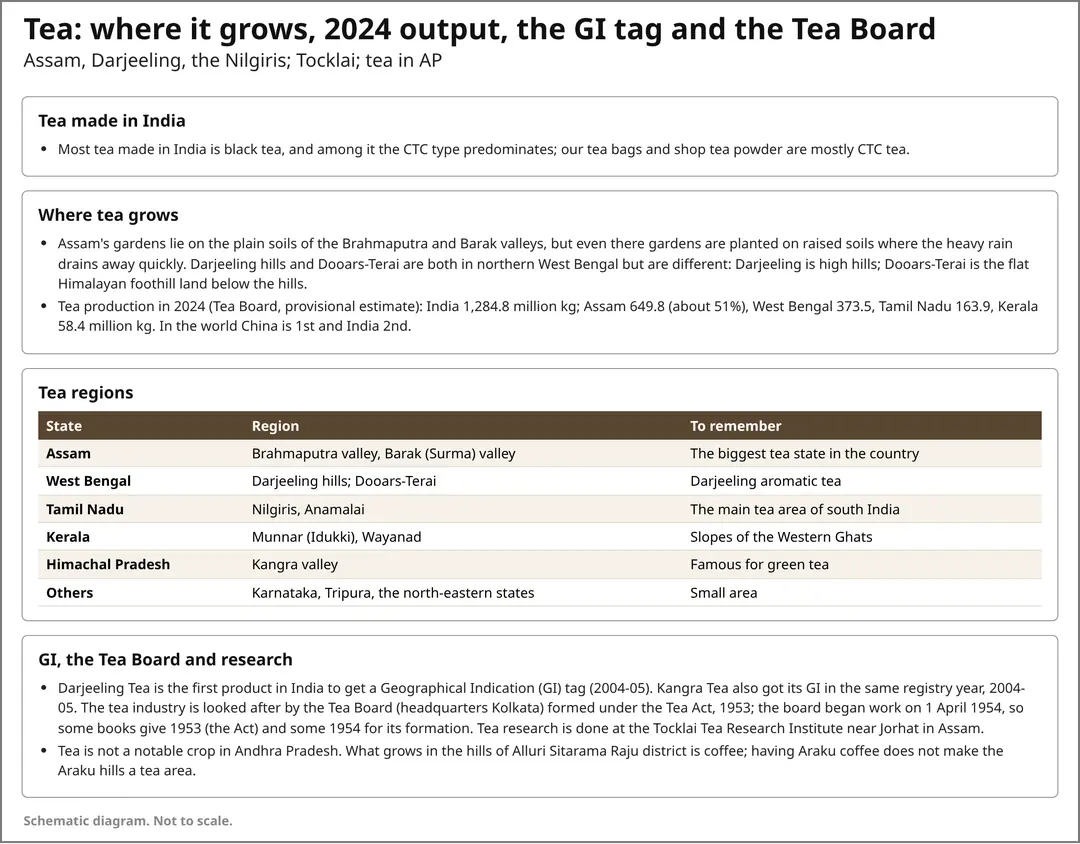 Tea: where it grows, 2024 output, the GI tag and the Tea Board
Assam, Darjeeling, the Nilgiris; Tocklai; tea in AP
Tea made in India
• Most tea made in India is black tea, and among it the CTC type predominates; our tea bags and shop tea powder are mostly CTC tea.
Where tea grows
• Assam's gardens lie on the plain soils of the Brahmaputra and Barak valleys, but even there gardens are planted on raised soils where the heavy rain
drains away quickly. Darjeeling hills and Dooars-Terai are both in northern West Bengal but are different: Darjeeling is high hills; Dooars-Terai is the flat
Himalayan foothill land below the hills.
• Tea production in 2024 (Tea Board, provisional estimate): India 1,284.8 million kg; Assam 649.8 (about 51%), West Bengal 373.5, Tamil Nadu 163.9, Kerala
58.4 million kg. In the world China is 1st and India 2nd.
Tea regions
State Region To remember
Assam Brahmaputra valley, Barak (Surma) valley The biggest tea state in the country
West Bengal Darjeeling hills; Dooars-Terai Darjeeling aromatic tea
Tamil Nadu Nilgiris, Anamalai The main tea area of south India
Kerala Munnar (Idukki), Wayanad Slopes of the Western Ghats
Himachal Pradesh Kangra valley Famous for green tea
Others Karnataka, Tripura, the north-eastern states Small area
GI, the Tea Board and research
• Darjeeling Tea is the first product in India to get a Geographical Indication (GI) tag (2004-05). Kangra Tea also got its GI in the same registry year, 2004-
05. The tea industry is looked after by the Tea Board (headquarters Kolkata) formed under the Tea Act, 1953; the board began work on 1 April 1954, so
some books give 1953 (the Act) and some 1954 for its formation. Tea research is done at the Tocklai Tea Research Institute near Jorhat in Assam.
• Tea is not a notable crop in Andhra Pradesh. What grows in the hills of Alluri Sitarama Raju district is coffee; having Araku coffee does not make the
Araku hills a tea area.
Schematic diagram. Not to scale.